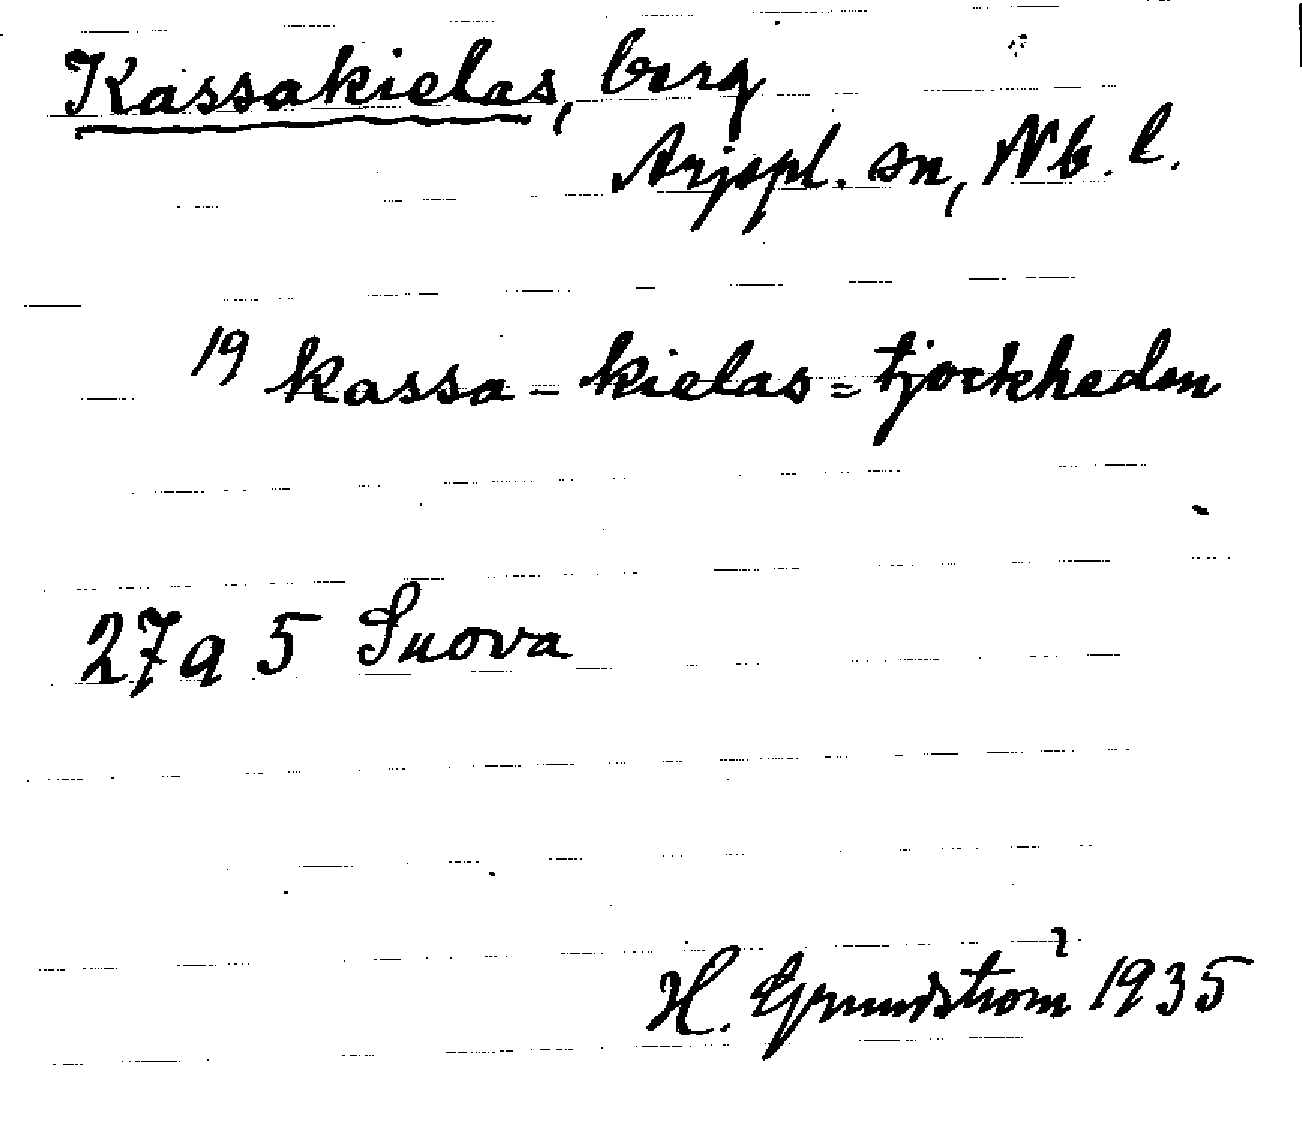 Kassakielas, berg
Arjepl. sn, Nb. l.
19 kassa - kielas = tjockheden
27a 5 Suova
H. Grundström 1935